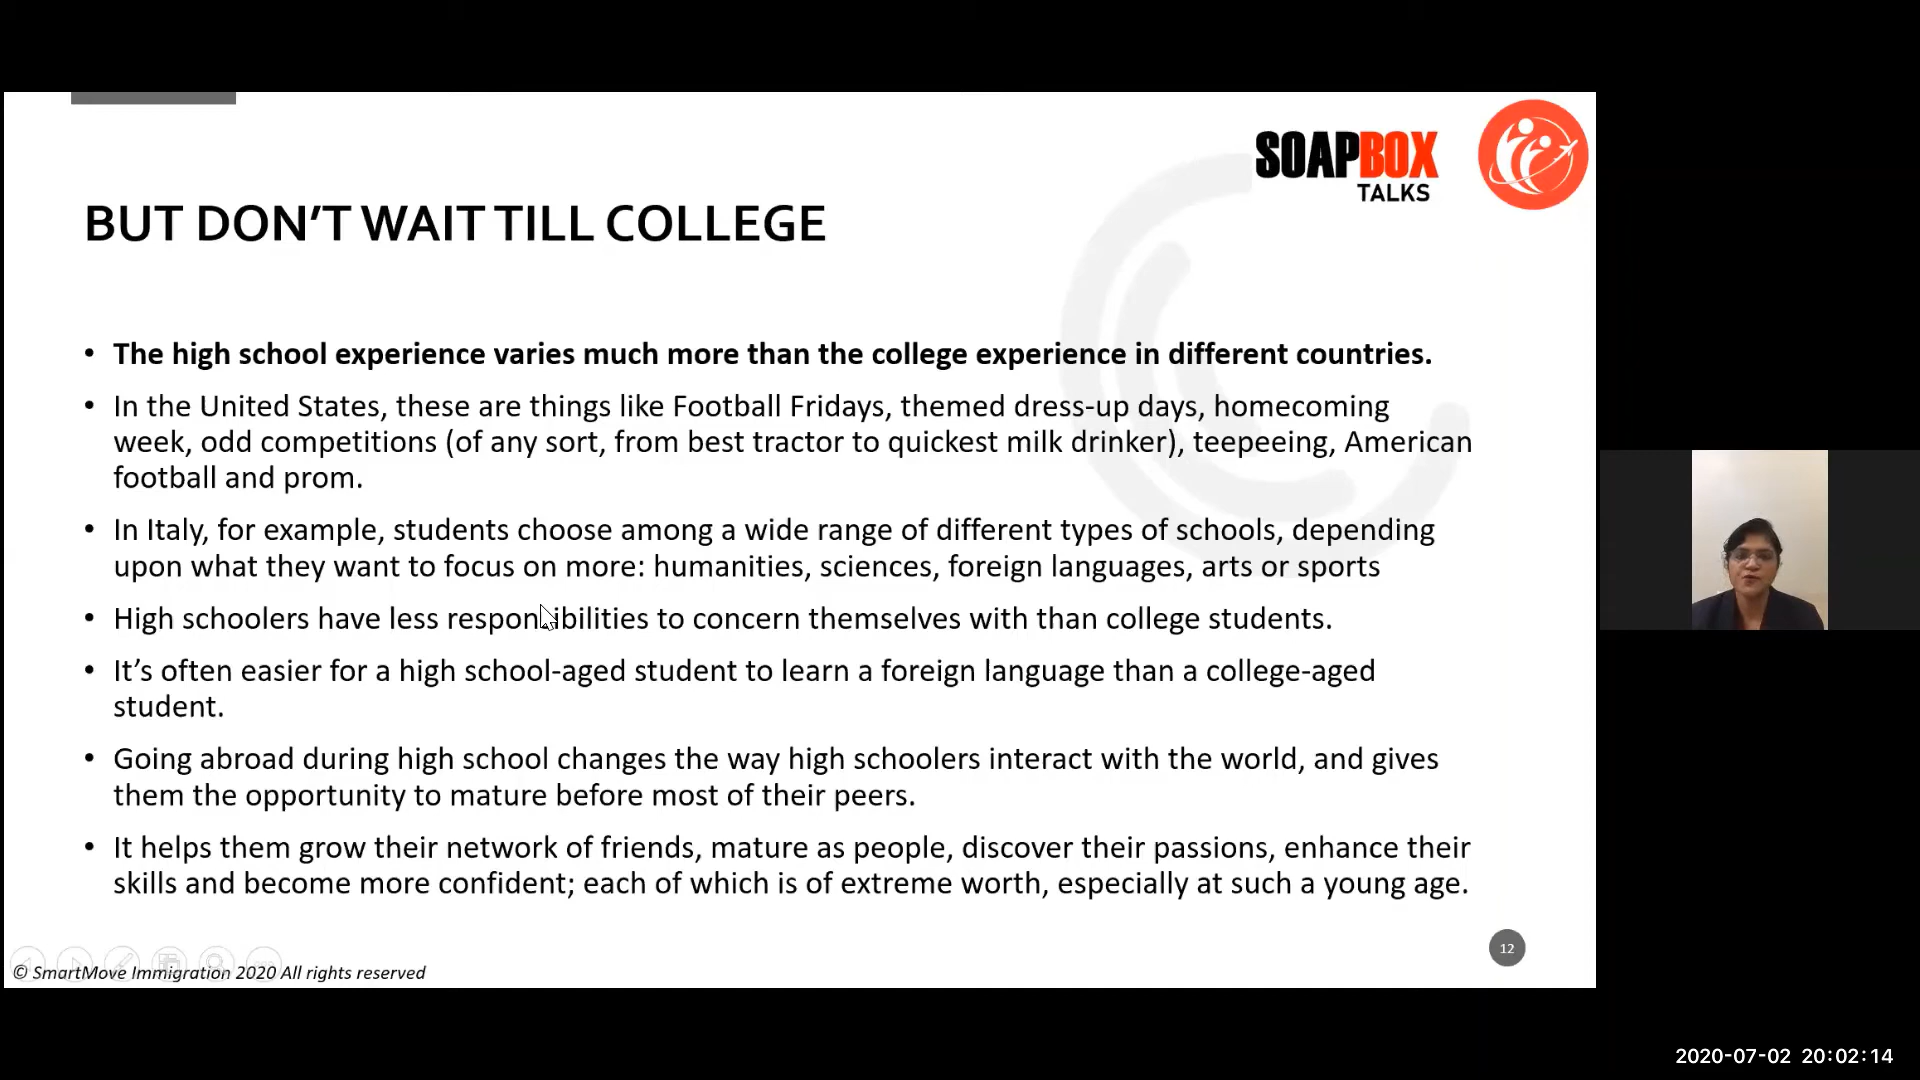 SOAPBOX
TALKS
BUT DON’T WAIT TILL COLLEGE
• The high school experience varies much more than the college experience in different countries.
• In the United States, these are things like Football Fridays, themed dress-up days, homecoming
week, odd competitions (of any sort, from best tractor to quickest milk drinker), teepeeing, American
football and prom.
• In Italy, for example, students choose among a wide range of different types of schools, depending
upon what they want to focus on more: humanities, sciences, foreign languages, arts or sports
• High schoolers have less responsibilities to concern themselves with than college students.
• It’s often easier for a high school-aged student to learn a foreign language than a college-aged
student.
• Going abroad during high school changes the way high schoolers interact with the world, and gives
them the opportunity to mature before most of their peers.
• It helps them grow their network of friends, mature as people, discover their passions, enhance their
skills and become more confident; each of which is of extreme worth, especially at such a young age.
12
© SmartMove Immigration 2020 All rights reserved
2020-07-02 20:02:14